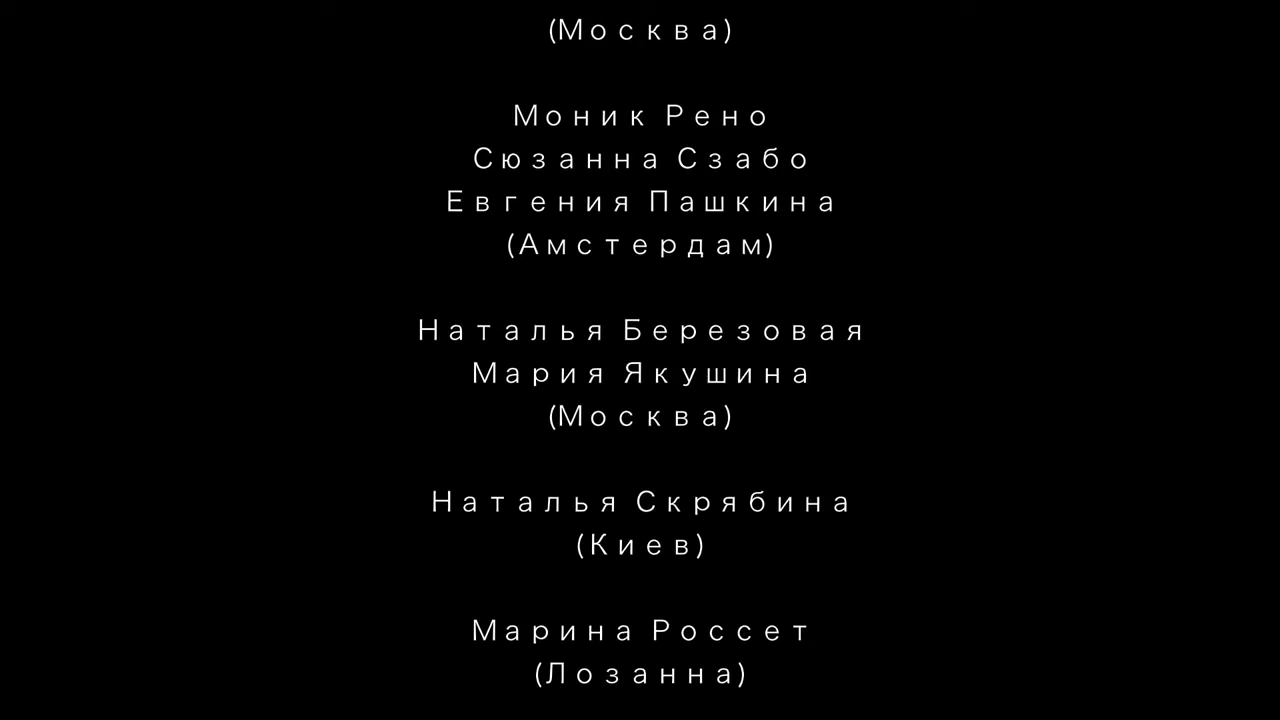 (Москва)
Моник Рено
Сюзанна Сзабо
Евгения Пашкина
(Амстердам)
Наталья Березовая
Мария Якушина
(Москва)
Наталья Скрябина
(Киев)
Марина Россет
(Лозанна)